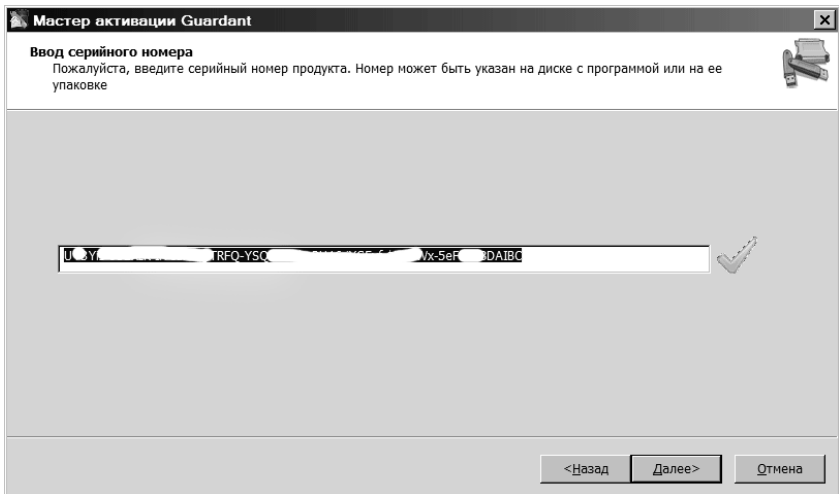 Мастер активации Guardant
Ввод серийного номера
Пожалуйста, введите серийный номер продукта. Номер может быть указан на диске с программой или на ее
упаковке
TRFQ-YSQ Vx-5eF DAIBC
<Назад Далее> Отмена